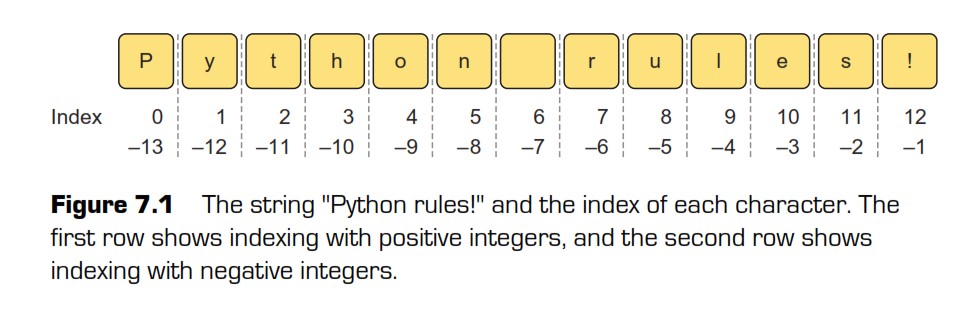 P y t h o n r u l e s !
Index 0 1 2 3 4 5 6 7 8 9 10 11 12
–13 –12 –11 –10 –9 –8 –7 –6 –5 –4 –3 –2 –1
Figure 7.1 The string "Python rules!" and the index of each character. The
first row shows indexing with positive integers, and the second row shows
indexing with negative integers.